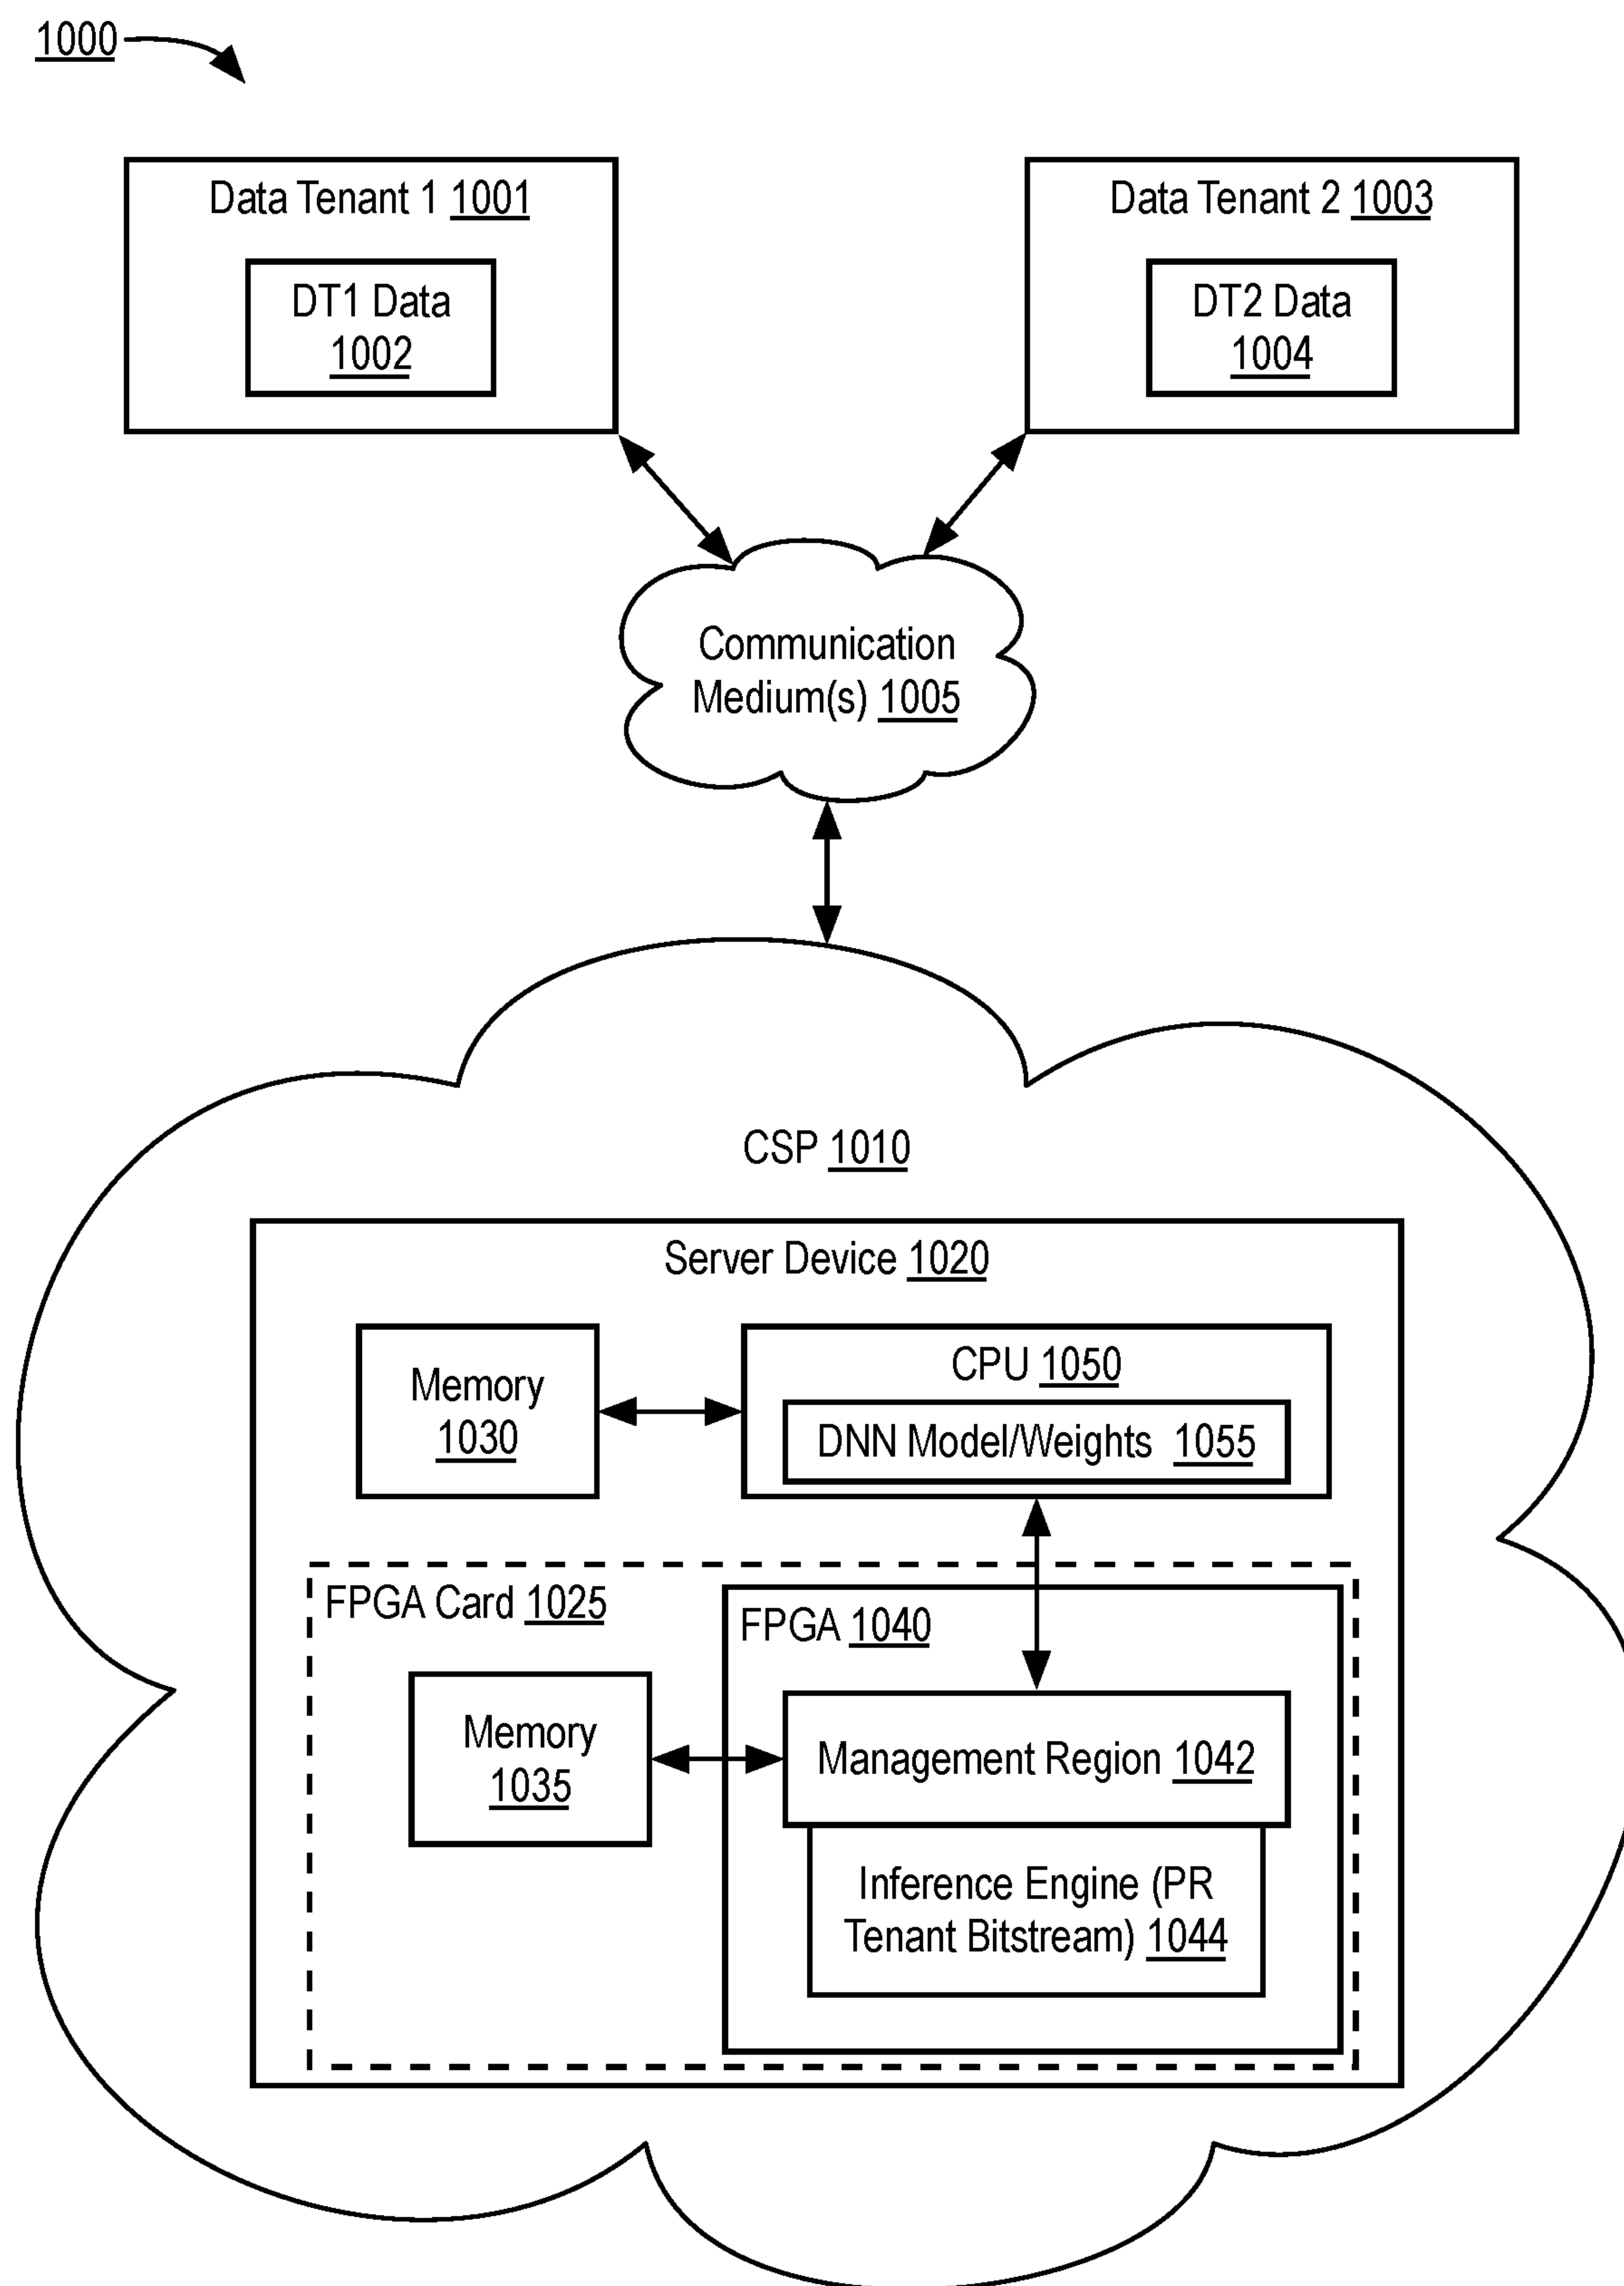 1000
Data Tenant 1 1001
DT1 Data
1002
Data Tenant 2 1003
DT2 Data
1004
Communication
Medium(s) 1005
CSP 1010
Server Device 1020
Memory
1030
CPU 1050
DNN Model/Weights 1055
FPGA Card 1025
FPGA 1040
Memory
1035
Management Region 1042
Inference Engine (PR
Tenant Bitstream) 1044